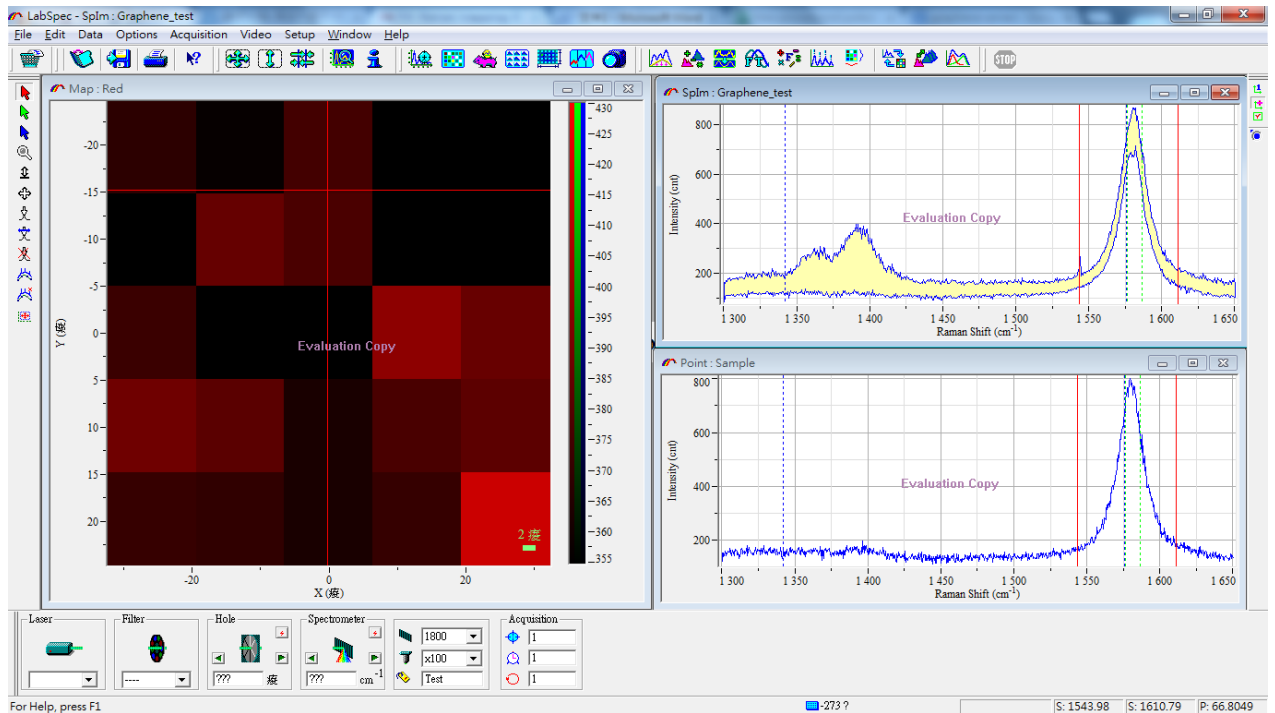 LabSpec - SpIm : Graphene_test
File Edit Data Options Acquisition Video Setup Window Help
STOP
Map : Red
-20
-15
-10
-5
0
5
10
15
20
Y (瘘)
-20 0 20
X (瘘)
Evaluation Copy
2 瘘
430
425
420
415
410
405
400
395
390
385
380
375
370
365
360
355
SpIm : Graphene_test
800
600
400
200
Intensity (cnt)
Evaluation Copy
1 300 1 350 1 400 1 450 1 500 1 550 1 600 1 650
Raman Shift (cm-1)
Point : Sample
800
600
400
200
Intensity (cnt)
Evaluation Copy
1 300 1 350 1 400 1 450 1 500 1 550 1 600 1 650
Raman Shift (cm-1)
Laser Filter Hole Spectrometer Acquisition
1800 1
x100 1
---- ??? 瘘 ??? cm-1 Test 1
For Help, press F1 -273 ? S: 1543.98 S: 1610.79 P: 66.8049